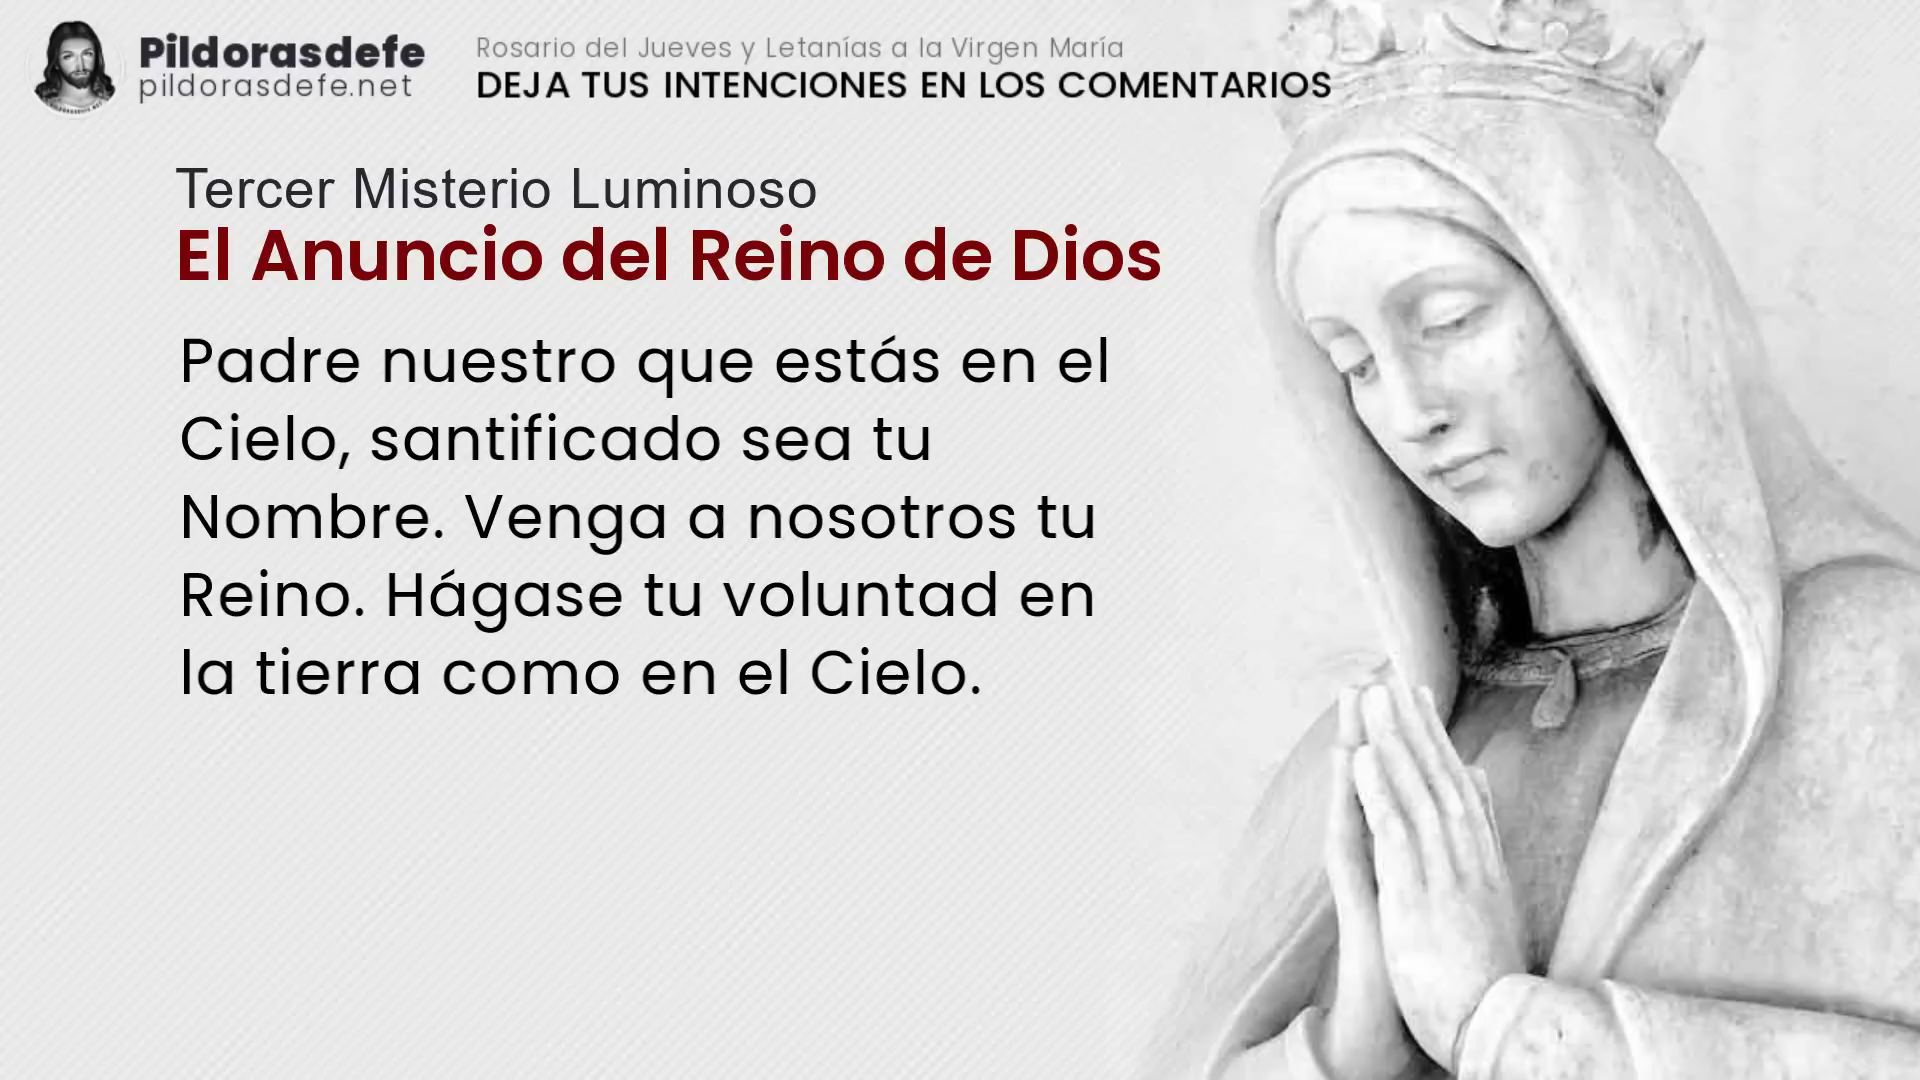 Pildorasdefe
pildorasdefe.net
Rosario del Jueves y Letanías a la Virgen María
DEJA TUS INTENCIONES EN LOS COMENTARIOS
Tercer Misterio Luminoso
El Anuncio del Reino de Dios
Padre nuestro que estás en el
Cielo, santificado sea tu
Nombre. Venga a nosotros tu
Reino. Hágase tu voluntad en
la tierra como en el Cielo.